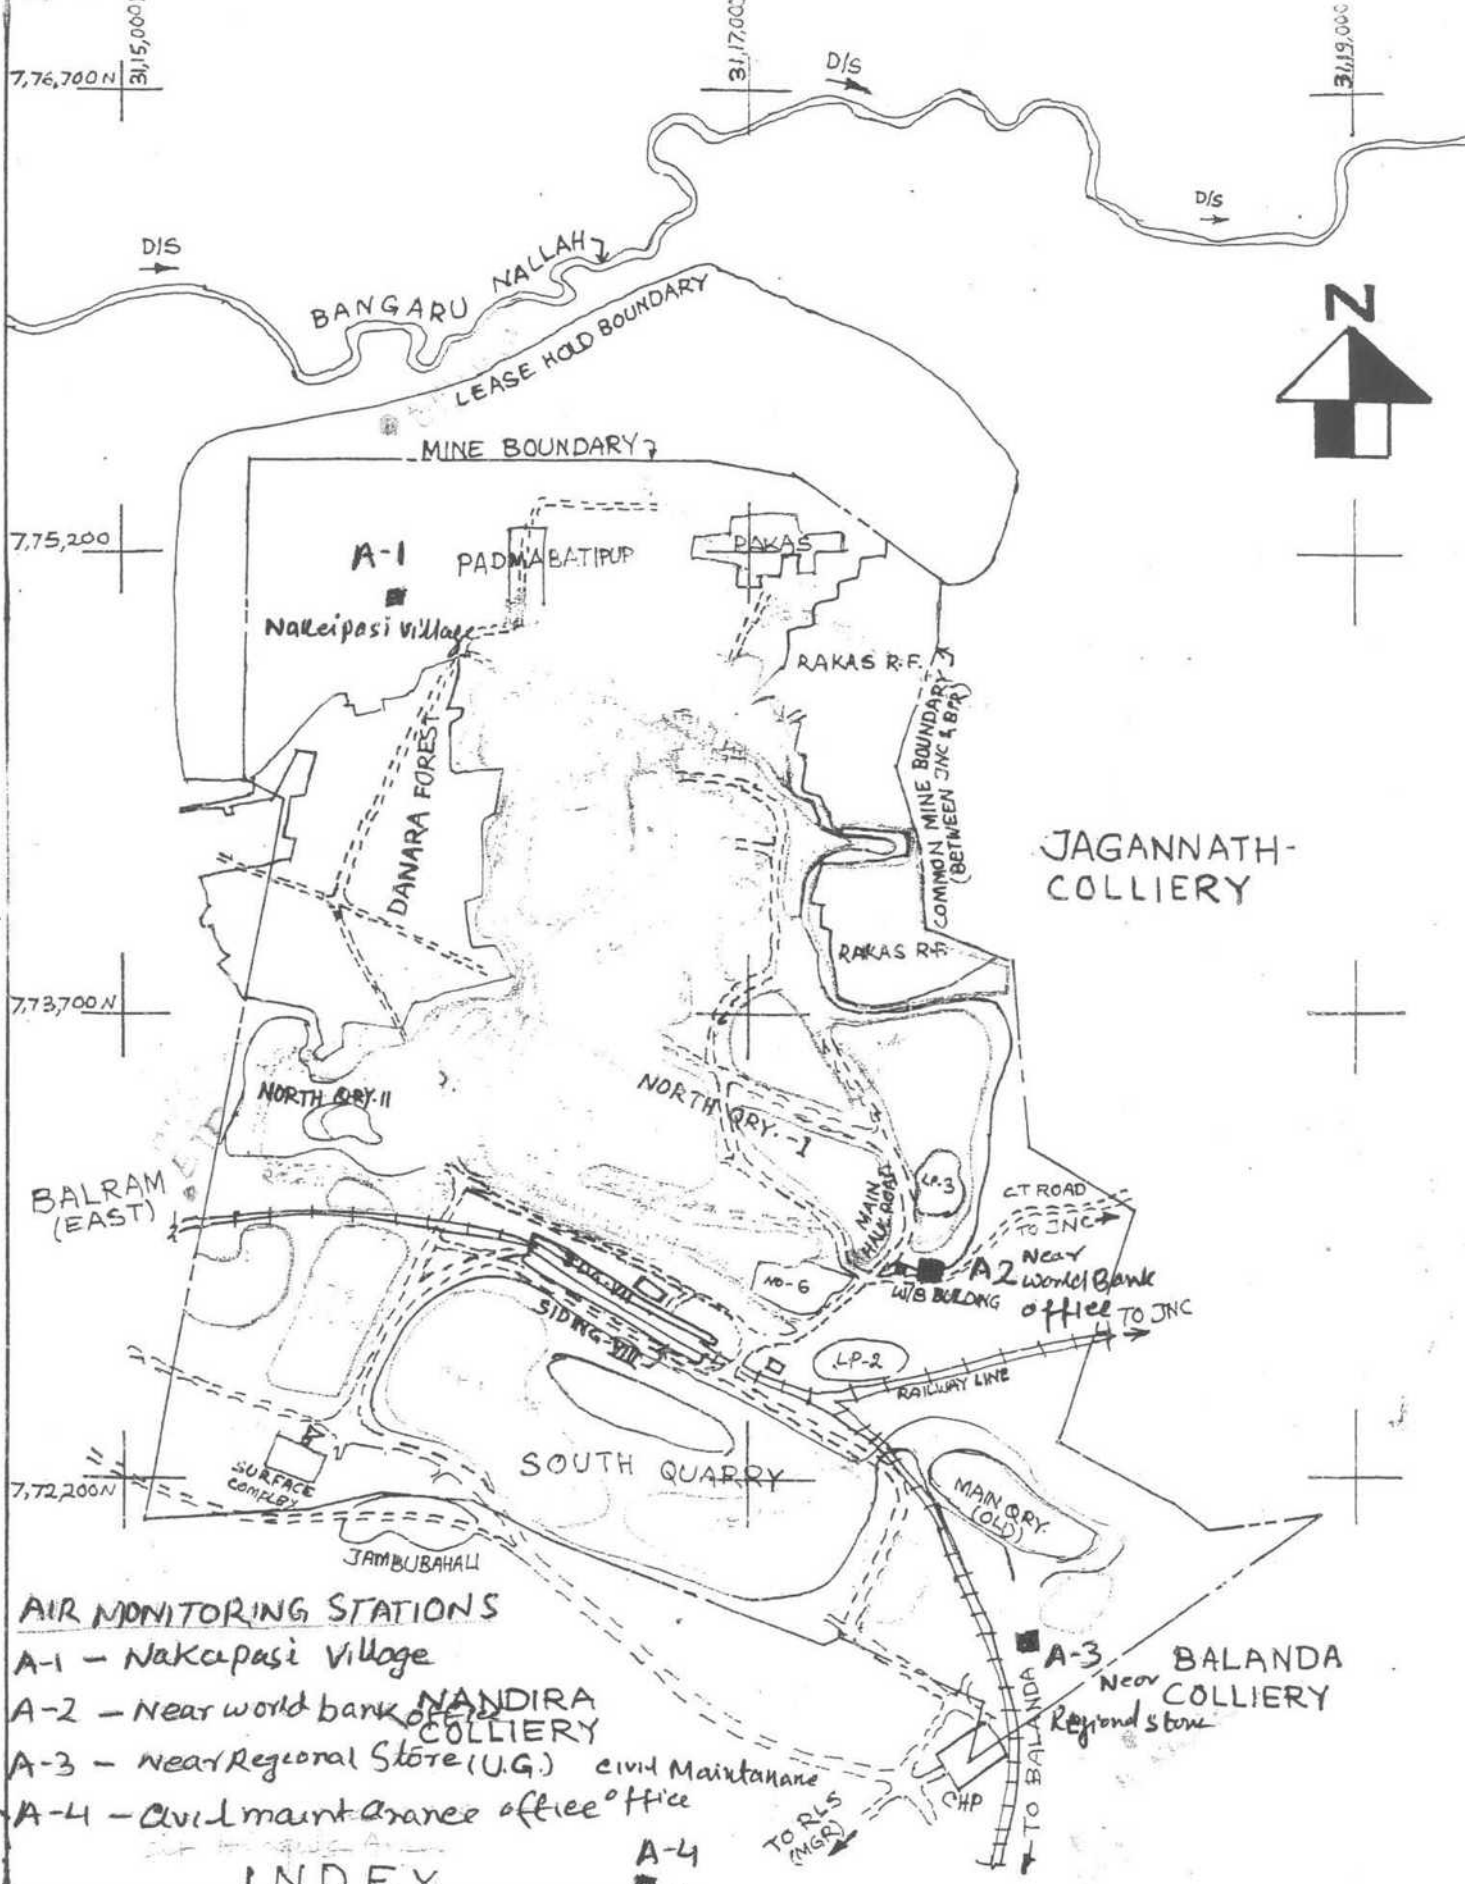 7,76,700N
31,15,000
31,17,000
31,19,000
D/S
D/S
D/S
BANGARU NALLAH
LEASE HOLD BOUNDARY
N
MINE BOUNDARY
7,75,200
A-1
PADMABATIPUP
RAKAS
Nakeipasi village
RAKAS R.F.
COMMON MINE BOUNDARY
(BETWEEN JNC & BPR)
DANARA FOREST
JAGANNATH-
COLLIERY
RAKAS R.F.
7,73,700N
NORTH QRY.II
NORTH QRY.-I
BALRAM
(EAST)
MAIN
HAUL ROAD
LP-3
C.T ROAD
TO JNC
NO-6
W/B BUILDING
A2 Near
world Bank
office
TO JNC
SIDING-VIII
LP-2
RAILWAY LINE
SOUTH QUARRY
SURFACE
COMPLEX
7,72,200N
MAIN QRY.
(OLD)
JAMBUBAHALI
AIR MONITORING STATIONS
A-1 — Nakapasi Village
A-2 — Near world bank office
NANDIRA
COLLIERY
A-3 — Near Regional Store (U.G.)
civil Maintanane
office
A-4 — Civil maintanance office
A-3
Near
Regional store
BALANDA
COLLIERY
TO BALANDA
CHP
TO RLS
(MGR)
A-4
INDEX